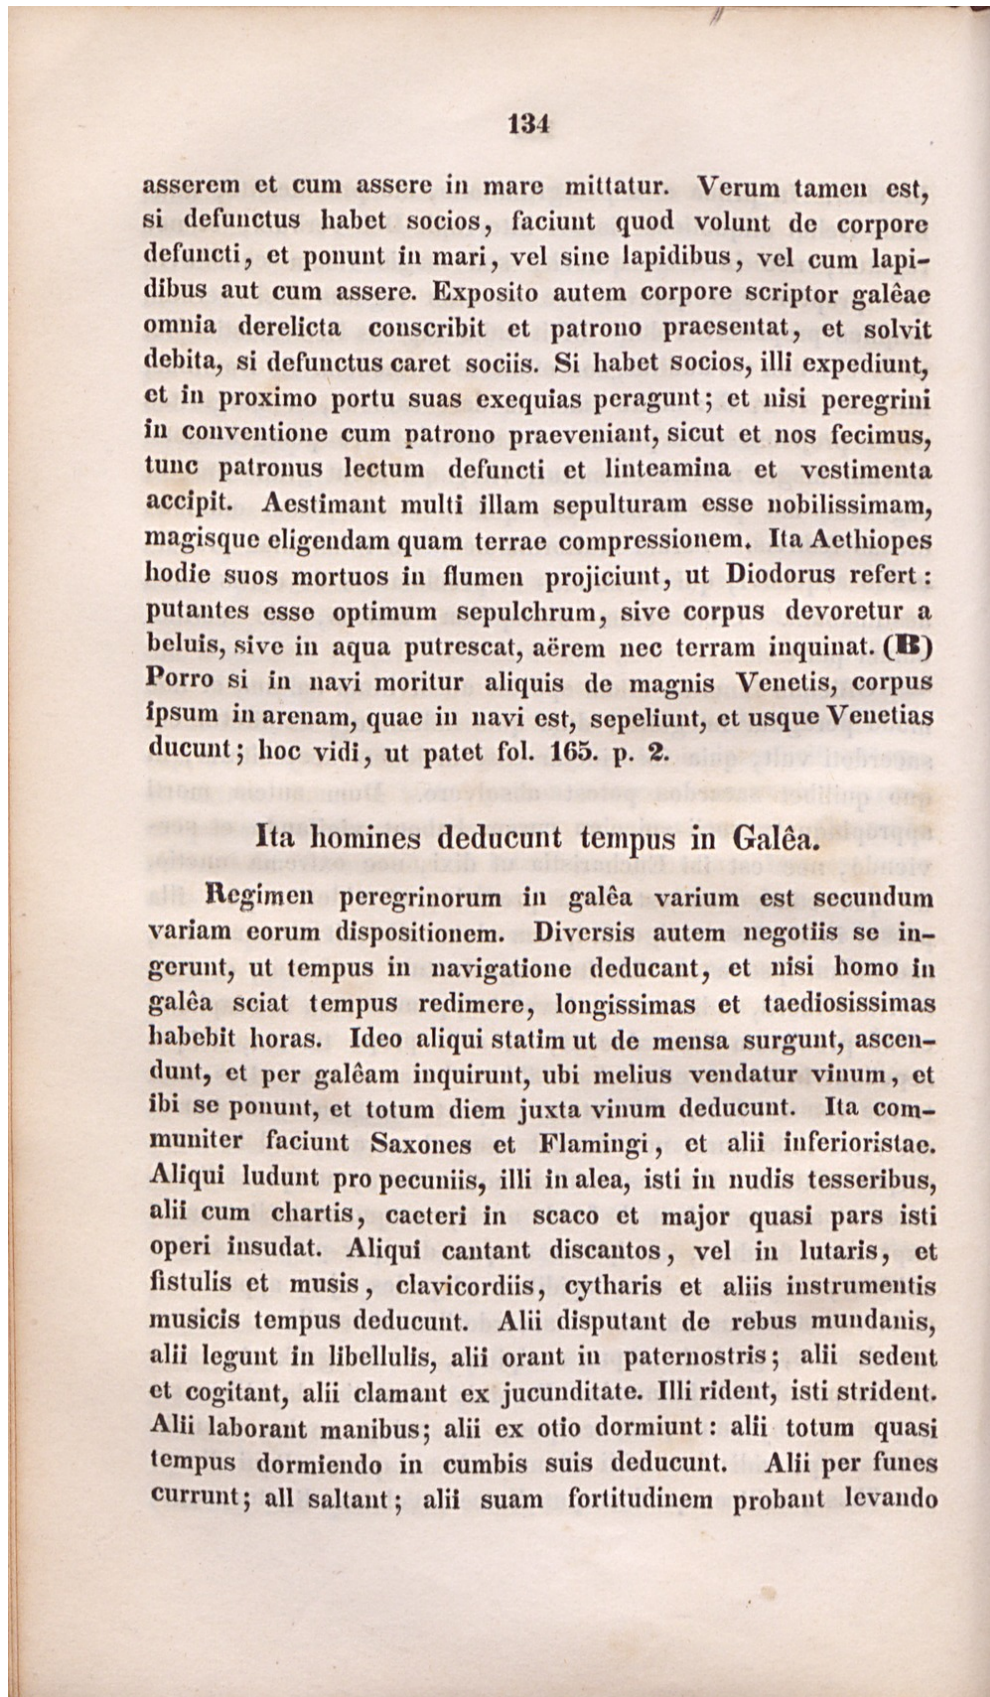 134
asserem et cum assere in mare mittatur. Verum tamen est,
si defunctus habet socios, faciunt quod volunt de corpore
defuncti, et ponunt in mari, vel sine lapidibus, vel cum lapi-
dibus aut cum assere. Exposito autem corpore scriptor galêae
omnia derelicta conscribit et patrono praesentat, et solvit
debita, si defunctus caret sociis. Si habet socios, illi expediunt,
et in proximo portu suas exequias peragunt; et nisi peregrini
in conventione cum patrono praeveniant, sicut et nos fecimus,
tunc patronus lectum defuncti et linteamina et vestimenta
accipit. Aestimant multi illam sepulturam esse nobilissimam,
magisque eligendam quam terrae compressionem. Ita Aethiopes
hodie suos mortuos in flumen projiciunt, ut Diodorus refert:
putantes esse optimum sepulchrum, sive corpus devoretur a
beluis, sive in aqua putrescat, aërem nec terram inquinat. (B)
Porro si in navi moritur aliquis de magnis Venetis, corpus
ipsum in arenam, quae in navi est, sepeliunt, et usque Venetias
ducunt; hoc vidi, ut patet fol. 165. p. 2.
Ita homines deducunt tempus in Galêa.
Regimen peregrinorum in galêa varium est secundum
variam eorum dispositionem. Diversis autem negotiis se in-
gerunt, ut tempus in navigatione deducant, et nisi homo in
galêa sciat tempus redimere, longissimas et taediosissimas
habebit horas. Ideo aliqui statim ut de mensa surgunt, ascen-
dunt, et per galêam inquirunt, ubi melius vendatur vinum, et
ibi se ponunt, et totum diem juxta vinum deducunt. Ita com-
muniter faciunt Saxones et Flamingi, et alii inferioristae.
Aliqui ludunt pro pecuniis, illi in alea, isti in nudis tesseribus,
alii cum chartis, caeteri in scaco et major quasi pars isti
operi insudat. Aliqui cantant discantos, vel in lutaris, et
fistulis et musis, clavicordiis, cytharis et aliis instrumentis
musicis tempus deducunt. Alii disputant de rebus mundanis,
alii legunt in libellulis, alii orant in paternostris; alii sedent
et cogitant, alii clamant ex jucunditate. Illi rident, isti strident.
Alii laborant manibus; alii ex otio dormiunt: alii totum quasi
tempus dormiendo in cumbis suis deducunt. Alii per funes
currunt; all saltant; alii suam fortitudinem probant levando